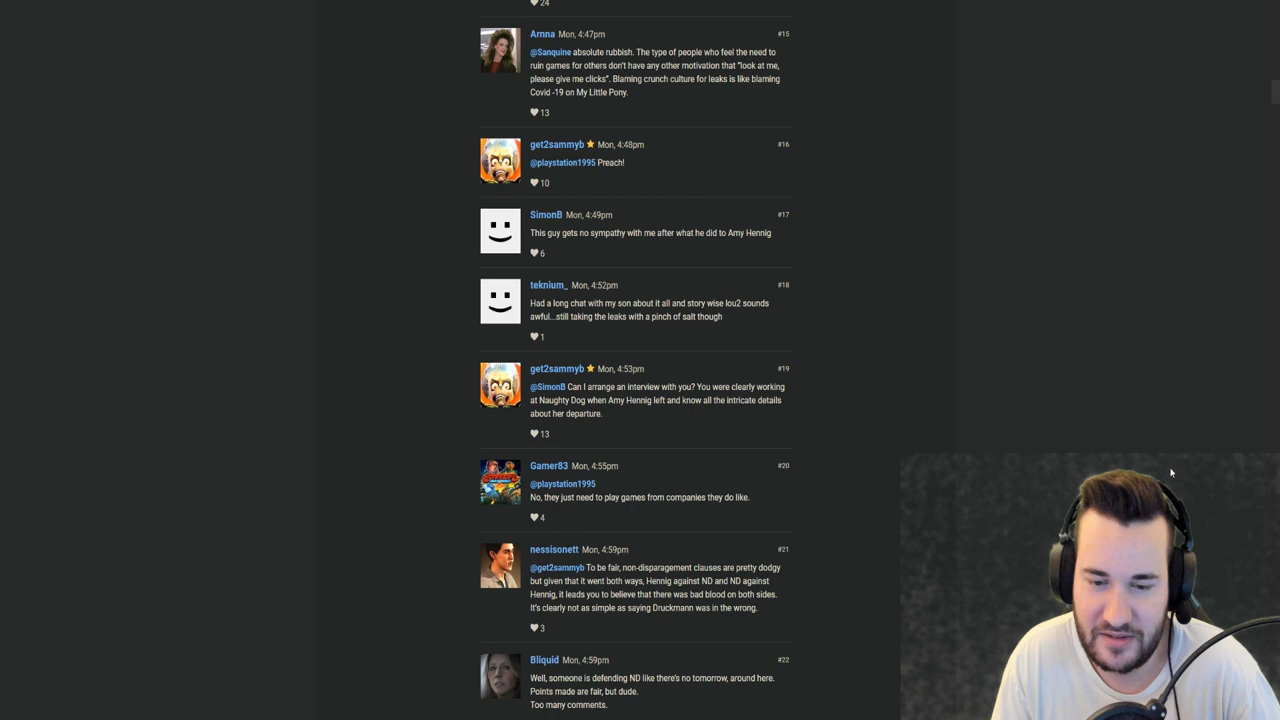 24
Arnna Mon, 4:47pm #15
@Sanquine absolute rubbish. The type of people who feel the need to
ruin games for others don't have any other motivation that "look at me,
please give me clicks". Blaming crunch culture for leaks is like blaming
Covid -19 on My Little Pony.
13
get2sammyb Mon, 4:48pm #16
@playstation1995 Preach!
10
SimonB Mon, 4:49pm #17
This guy gets no sympathy with me after what he did to Amy Hennig
6
teknium_ Mon, 4:52pm #18
Had a long chat with my son about it all and story wise lou2 sounds
awful...still taking the leaks with a pinch of salt though
1
get2sammyb Mon, 4:53pm #19
@SimonB Can I arrange an interview with you? You were clearly working
at Naughty Dog when Amy Hennig left and know all the intricate details
about her departure.
13
Gamer83 Mon, 4:55pm #20
@playstation1995
No, they just need to play games from companies they do like.
4
nessisonett Mon, 4:59pm #21
@get2sammyb To be fair, non-disparagement clauses are pretty dodgy
but given that it went both ways, Hennig against ND and ND against
Hennig, it leads you to believe that there was bad blood on both sides.
It's clearly not as simple as saying Druckmann was in the wrong.
3
Bliquid Mon, 4:59pm #22
Well, someone is defending ND like there's no tomorrow, around here.
Points made are fair, but dude.
Too many comments.